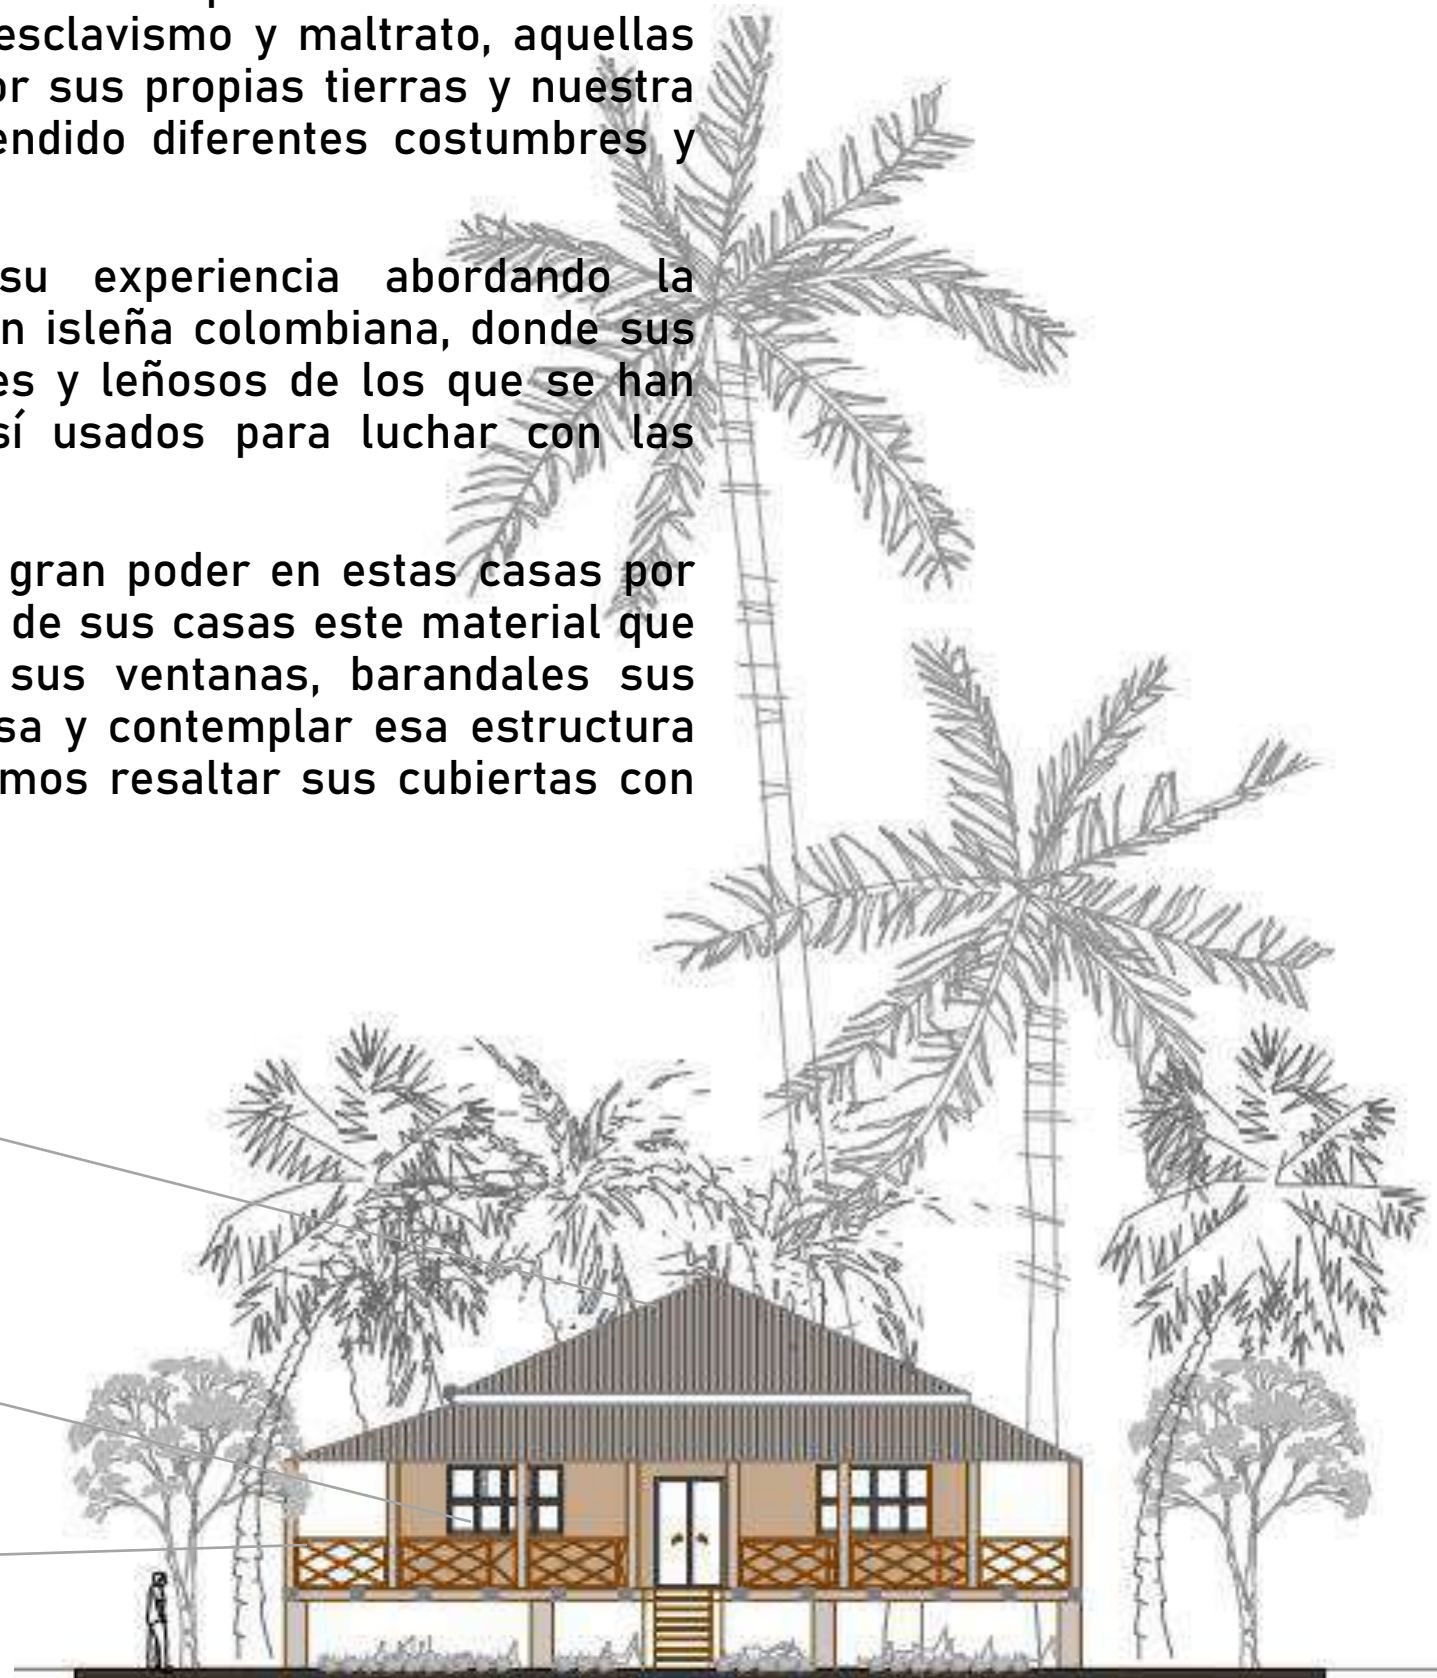 esclavismo y maltrato, aquellas
or sus propias tierras y nuestra
endido diferentes costumbres y
su experiencia abordando la
n isleña colombiana, donde sus
es y leñosos de los que se han
sí usados para luchar con las
gran poder en estas casas por
de sus casas este material que
sus ventanas, barandales sus
sa y contemplar esa estructura
mos resaltar sus cubiertas con